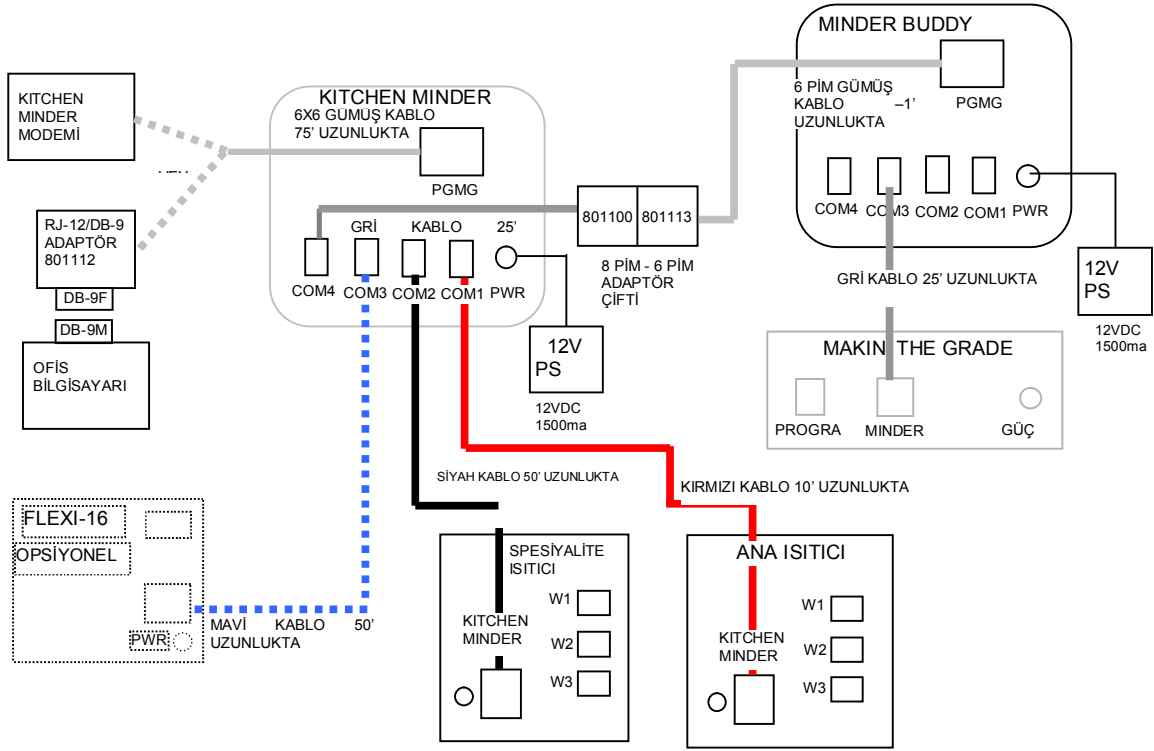 MINDER BUDDY
6 PİM GÜMÜŞ
KABLO –1’
UZUNLUKTA
PGMG
COM4 COM3 COM2 COM1 PWR
12V
PS
12VDC
1500ma
KITCHEN
MINDER
MODEMİ
KITCHEN MINDER
6X6 GÜMÜŞ KABLO
75’ UZUNLUKTA
PGMG
GRİ KABLO 25’
COM4 COM3 COM2 COM1 PWR
801100 801113
8 PİM - 6 PİM
ADAPTÖR
ÇİFTİ
RJ-12/DB-9
ADAPTÖR
801112
DB-9F
DB-9M
OFİS
BİLGİSAYARI
12V
PS
12VDC
1500ma
GRİ KABLO 25’ UZUNLUKTA
MAKIN THE GRADE
PROGRA MINDER GÜÇ
SİYAH KABLO 50’ UZUNLUKTA
KIRMIZI KABLO 10’ UZUNLUKTA
FLEXI-16
OPSİYONEL
PWR
MAVİ KABLO 50’
UZUNLUKTA
SPESİYALİTE
ISITICI
W1
W2
W3
KITCHEN
MINDER
ANA ISITICI
W1
W2
W3
KITCHEN
MINDER